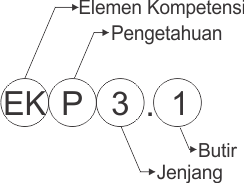 Elemen Kompetensi
Pengetahuan
EK P 3 . 1
Butir
Jenjang